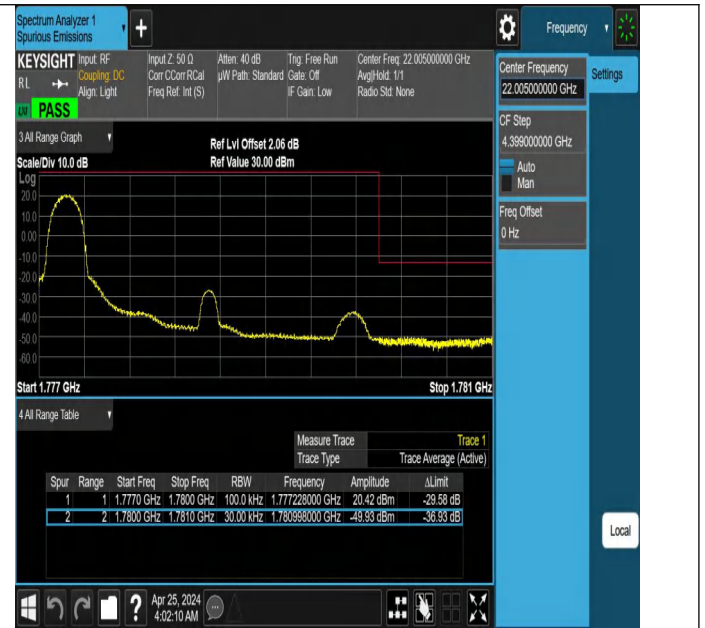 Spectrum Analyzer 1
Spurious Emissions
Frequency
KEYSIGHT
Input: RF
Coupling: DC
Align: Light
Input Z: 50 Ω
Corr CCorr RCal
Freq Ref: Int (S)
Atten: 40 dB
µW Path: Standard
Trig: Free Run
Gate: Off
IF Gain: Low
Center Freq: 22.005000000 GHz
Avg|Hold: 1/1
Radio Std: None
RL
PASS
Center Frequency
22.005000000 GHz
Settings
CF Step
4.399000000 GHz
Auto
Man
Freq Offset
0 Hz
3 All Range Graph
Ref Lvl Offset 2.06 dB
Scale/Div 10.0 dB
Ref Value 30.00 dBm
Log
20.0
10.0
0.00
-10.0
-20.0
-30.0
-40.0
-50.0
-60.0
Start 1.777 GHz
Stop 1.781 GHz
4 All Range Table
Measure Trace Trace 1
Trace Type Trace Average (Active)
Spur Range Start Freq Stop Freq RBW Frequency Amplitude ΔLimit
1 1 1.7770 GHz 1.7800 GHz 100.0 kHz 1.777228000 GHz 20.42 dBm -29.58 dB
2 2 1.7800 GHz 1.7810 GHz 30.00 kHz 1.780998000 GHz -49.93 dBm -36.93 dB
Local
?
Apr 25, 2024
4:02:10 AM